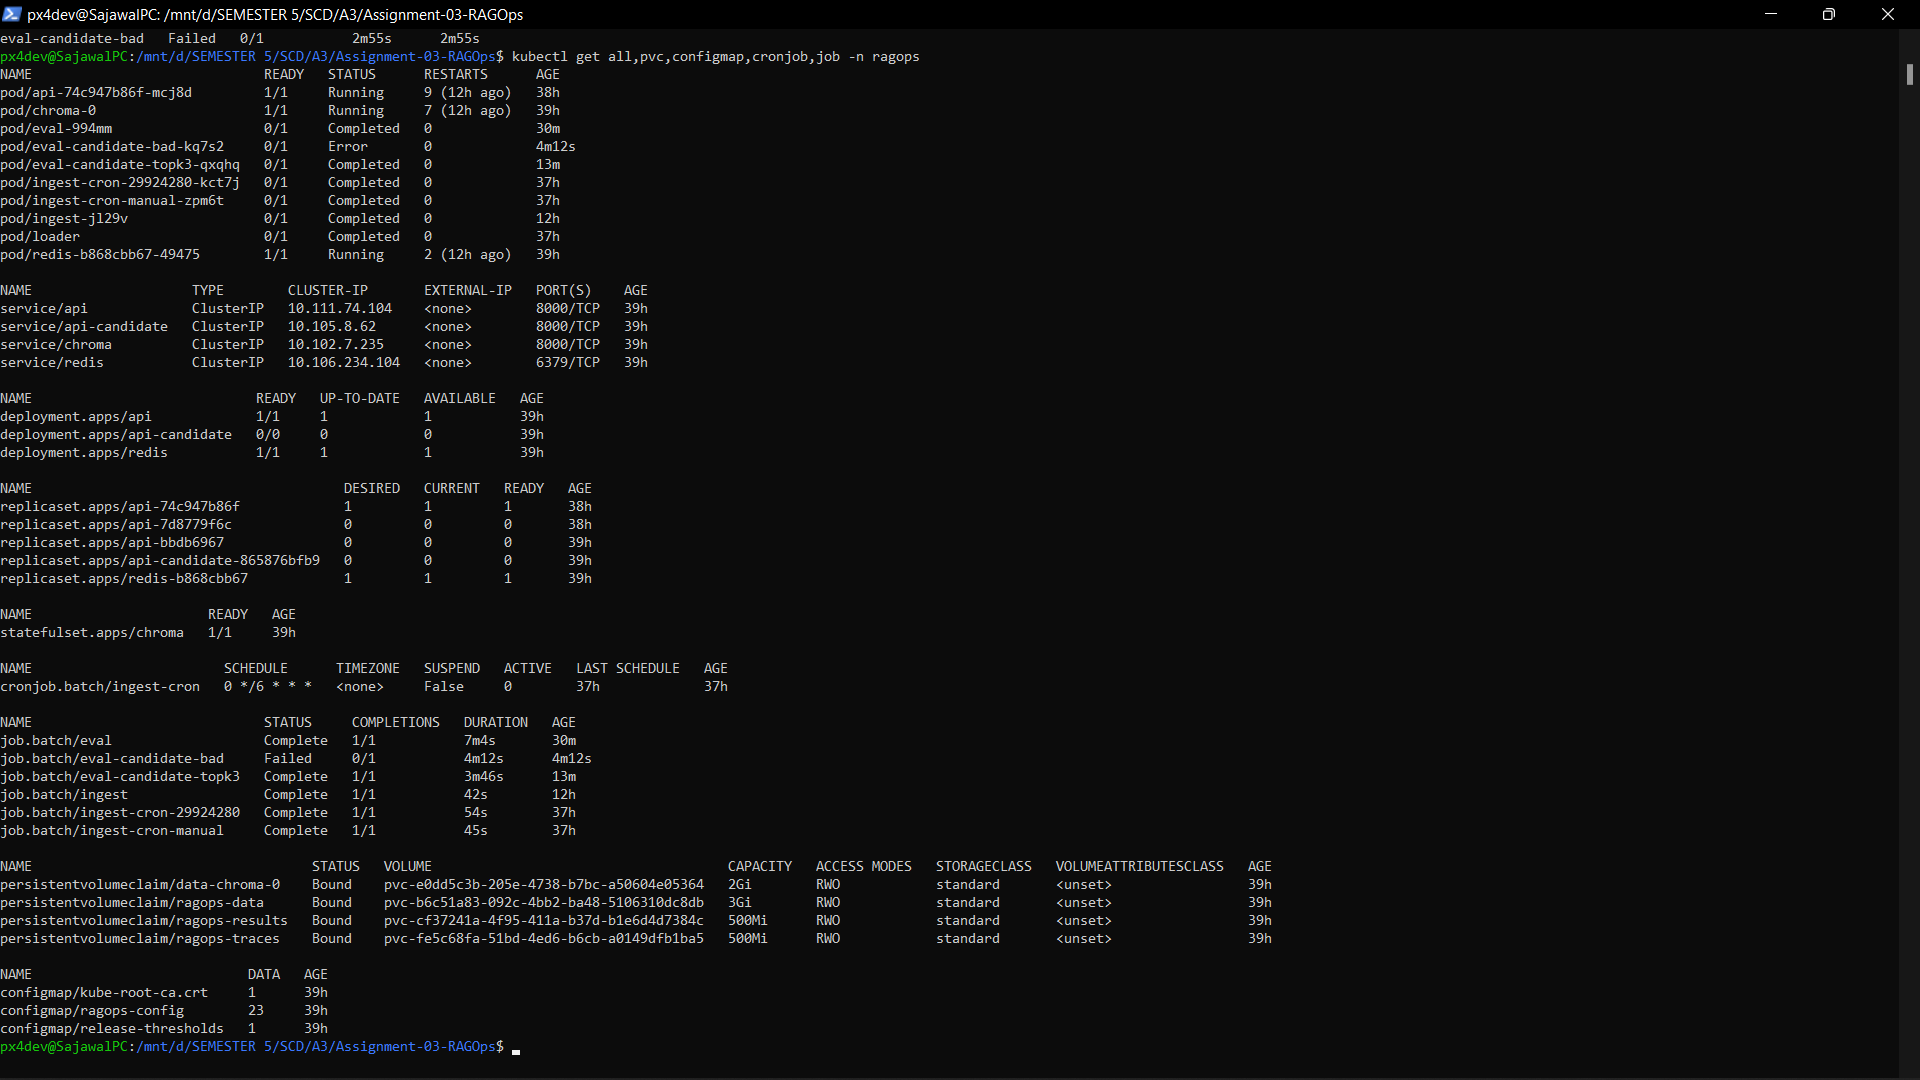 px4dev@SajawalPC: /mnt/d/SEMESTER 5/SCD/A3/Assignment-03-RAGOps
eval-candidate-bad   Failed   0/1           2m55s      2m55s
px4dev@SajawalPC:/mnt/d/SEMESTER 5/SCD/A3/Assignment-03-RAGOps$ kubectl get all,pvc,configmap,cronjob,job -n ragops
NAME                             READY   STATUS      RESTARTS      AGE
pod/api-74c947b86f-mcj8d         1/1     Running     9 (12h ago)   38h
pod/chroma-0                     1/1     Running     7 (12h ago)   39h
pod/eval-994mm                   0/1     Completed   0             30m
pod/eval-candidate-bad-kq7s2     0/1     Error       0             4m12s
pod/eval-candidate-topk3-qxqhq   0/1     Completed   0             13m
pod/ingest-cron-29924280-kct7j   0/1     Completed   0             37h
pod/ingest-cron-manual-zpm6t     0/1     Completed   0             37h
pod/ingest-jl29v                 0/1     Completed   0             12h
pod/loader                       0/1     Completed   0             37h
pod/redis-b868cbb67-49475        1/1     Running     2 (12h ago)   39h
NAME                    TYPE        CLUSTER-IP       EXTERNAL-IP   PORT(S)    AGE
service/api             ClusterIP   10.111.74.104    <none>        8000/TCP   39h
service/api-candidate   ClusterIP   10.105.8.62      <none>        8000/TCP   39h
service/chroma          ClusterIP   10.102.7.235     <none>        8000/TCP   39h
service/redis           ClusterIP   10.106.234.104   <none>        6379/TCP   39h
NAME                            READY   UP-TO-DATE   AVAILABLE   AGE
deployment.apps/api             1/1     1            1           39h
deployment.apps/api-candidate   0/0     0            0           39h
deployment.apps/redis           1/1     1            1           39h
NAME                                       DESIRED   CURRENT   READY   AGE
replicaset.apps/api-74c947b86f             1         1         1       38h
replicaset.apps/api-7d8779f6c              0         0         0       38h
replicaset.apps/api-bbdb6967               0         0         0       39h
replicaset.apps/api-candidate-865876bfb9   0         0         0       39h
replicaset.apps/redis-b868cbb67            1         1         1       39h
NAME                      READY   AGE
statefulset.apps/chroma   1/1     39h
NAME                        SCHEDULE      TIMEZONE   SUSPEND   ACTIVE   LAST SCHEDULE   AGE
cronjob.batch/ingest-cron   0 */6 * * *   <none>     False     0        37h             37h
NAME                             STATUS     COMPLETIONS   DURATION   AGE
job.batch/eval                   Complete   1/1           7m4s       30m
job.batch/eval-candidate-bad     Failed     0/1           4m12s      4m12s
job.batch/eval-candidate-topk3   Complete   1/1           3m46s      13m
job.batch/ingest                 Complete   1/1           42s        12h
job.batch/ingest-cron-29924280   Complete   1/1           54s        37h
job.batch/ingest-cron-manual     Complete   1/1           45s        37h
NAME                                   STATUS   VOLUME                                     CAPACITY   ACCESS MODES   STORAGECLASS   VOLUMEATTRIBUTESCLASS   AGE
persistentvolumeclaim/data-chroma-0    Bound    pvc-e0dd5c3b-205e-4738-b7bc-a50604e05364   2Gi        RWO            standard       <unset>                 39h
persistentvolumeclaim/ragops-data      Bound    pvc-b6c51a83-092c-4bb2-ba48-5106310dc8db   3Gi        RWO            standard       <unset>                 39h
persistentvolumeclaim/ragops-results   Bound    pvc-cf37241a-4f95-411a-b37d-b1e6d4d7384c   500Mi      RWO            standard       <unset>                 39h
persistentvolumeclaim/ragops-traces    Bound    pvc-fe5c68fa-51bd-4ed6-b6cb-a0149dfb1ba5   500Mi      RWO            standard       <unset>                 39h
NAME                           DATA   AGE
configmap/kube-root-ca.crt     1      39h
configmap/ragops-config        23     39h
configmap/release-thresholds   1      39h
px4dev@SajawalPC:/mnt/d/SEMESTER 5/SCD/A3/Assignment-03-RAGOps$